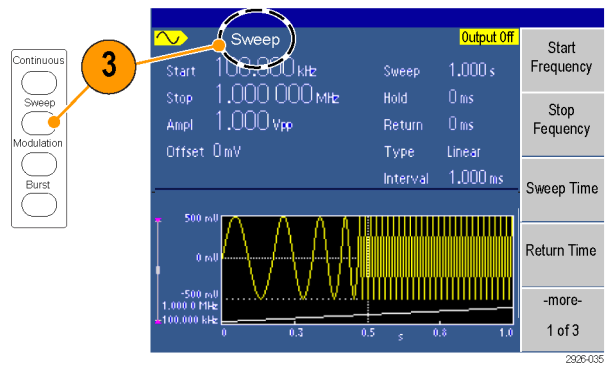 Continuous
Sweep
Modulation
Burst
3
Sweep
Output Off
Start 100.000 kHz
Stop 1.000 000 MHz
Ampl 1.000 Vpp
Offset 0 mV
Sweep 1.000 s
Hold 0 ms
Return 0 ms
Type Linear
Interval 1.000 ms
500 mV
0 mV
-500 mV
1.000 0 MHz
100.000 kHz
0 0.3 0.5 s 0.8 1.0
Start
Frequency
Stop
Fequency
Sweep Time
Return Time
-more-
1 of 3
2926-035